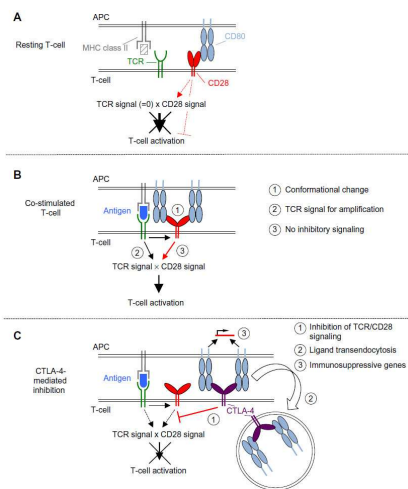 A
APC
Resting T-cell
MHC class II
CD80
TCR
T-cell
CD28
TCR signal (=0) x CD28 signal
T-cell activation
B
APC
Co-stimulated
T-cell
Antigen
1
1 Conformational change
2 TCR signal for amplification
3 No inhibitory signaling
T-cell
2
3
TCR signal × CD28 signal
T-cell activation
C
APC
3
1 Inhibition of TCR/CD28
signaling
2 Ligand transendocytosis
3 Immunosuppressive genes
CTLA-4-
mediated
inhibition
Antigen
2
T-cell
1
CTLA-4
TCR signal x CD28 signal
T-cell activation